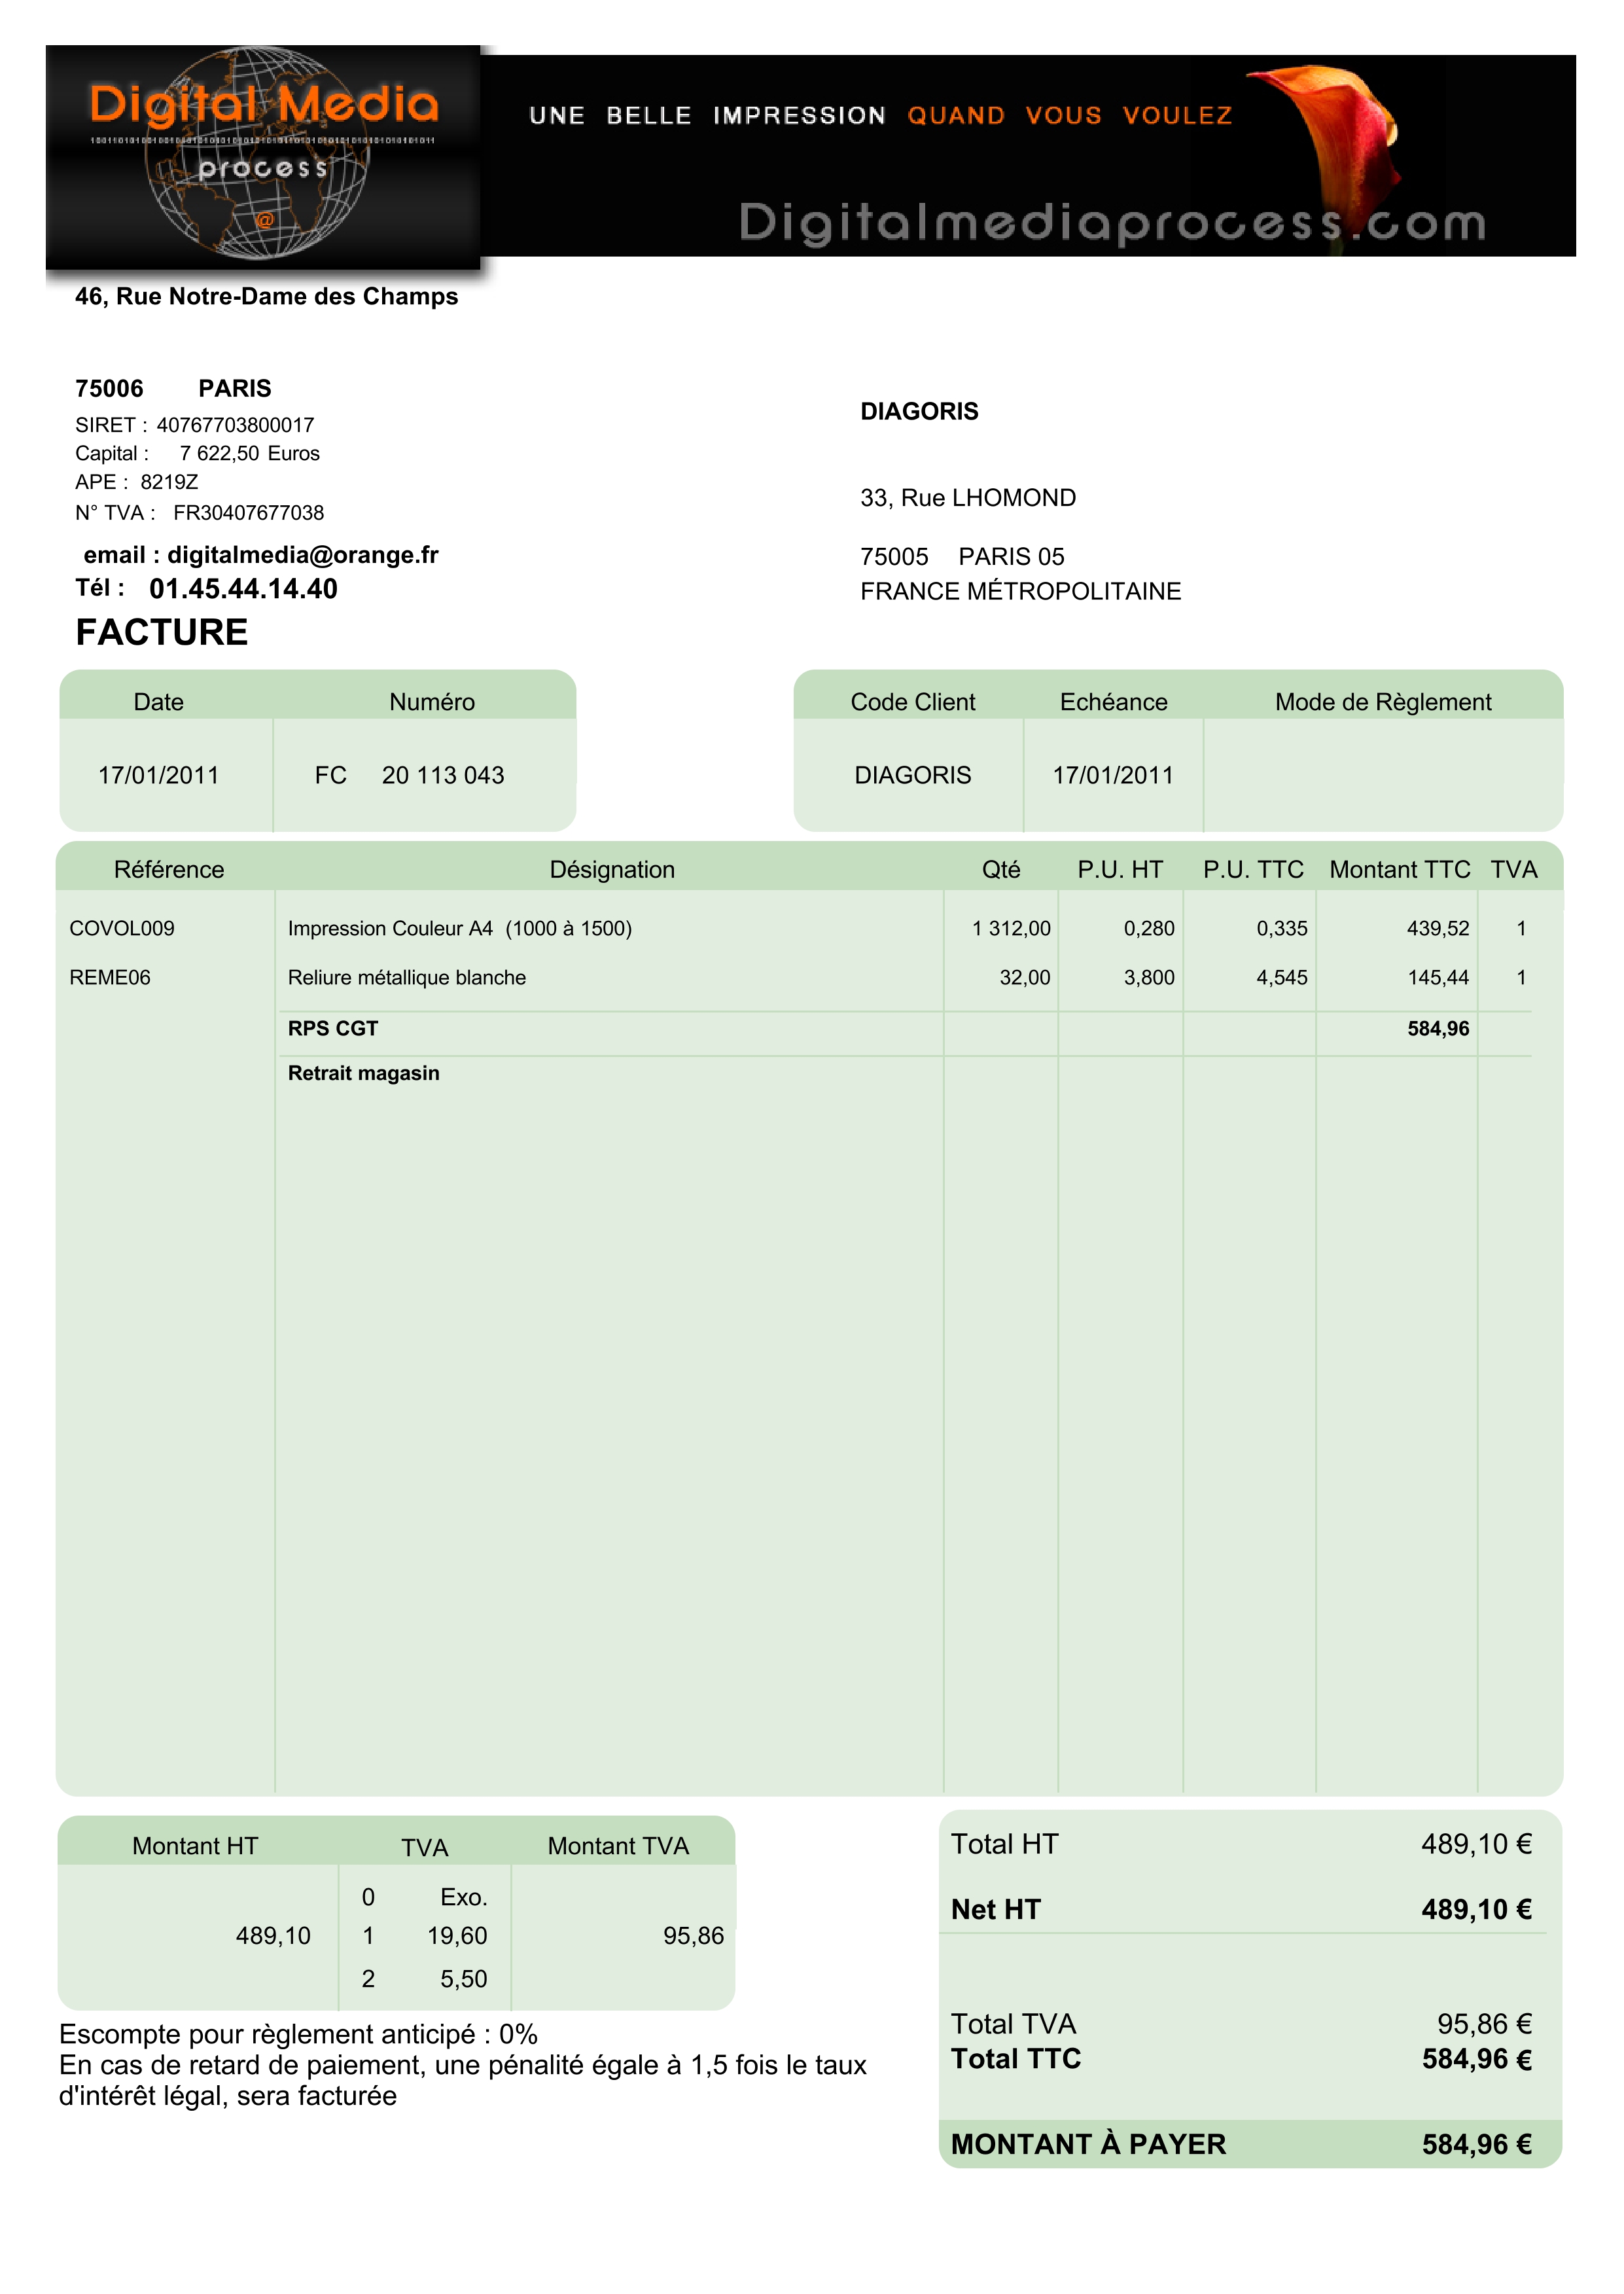 Digital Media
process
@
UNE BELLE IMPRESSION QUAND VOUS VOULEZ
Digitalmediaprocess.com
46, Rue Notre-Dame des Champs
75006 PARIS
SIRET : 40767703800017
Capital : 7 622,50 Euros
APE : 8219Z
N° TVA : FR30407677038
email : digitalmedia@orange.fr
Tél : 01.45.44.14.40
DIAGORIS
33, Rue LHOMOND
75005 PARIS 05
FRANCE MÉTROPOLITAINE
FACTURE
Date Numéro
17/01/2011 FC 20 113 043
Code Client Echéance Mode de Règlement
DIAGORIS 17/01/2011
Référence Désignation Qté P.U. HT P.U. TTC Montant TTC TVA
COVOL009 Impression Couleur A4 (1000 à 1500) 1 312,00 0,280 0,335 439,52 1
REME06 Reliure métallique blanche 32,00 3,800 4,545 145,44 1
RPS CGT 584,96
Retrait magasin
Montant HT TVA Montant TVA
0 Exo.
489,10 1 19,60 95,86
2 5,50
Escompte pour règlement anticipé : 0%
En cas de retard de paiement, une pénalité égale à 1,5 fois le taux
d'intérêt légal, sera facturée
Total HT 489,10 €
Net HT 489,10 €
Total TVA 95,86 €
Total TTC 584,96 €
MONTANT À PAYER 584,96 €